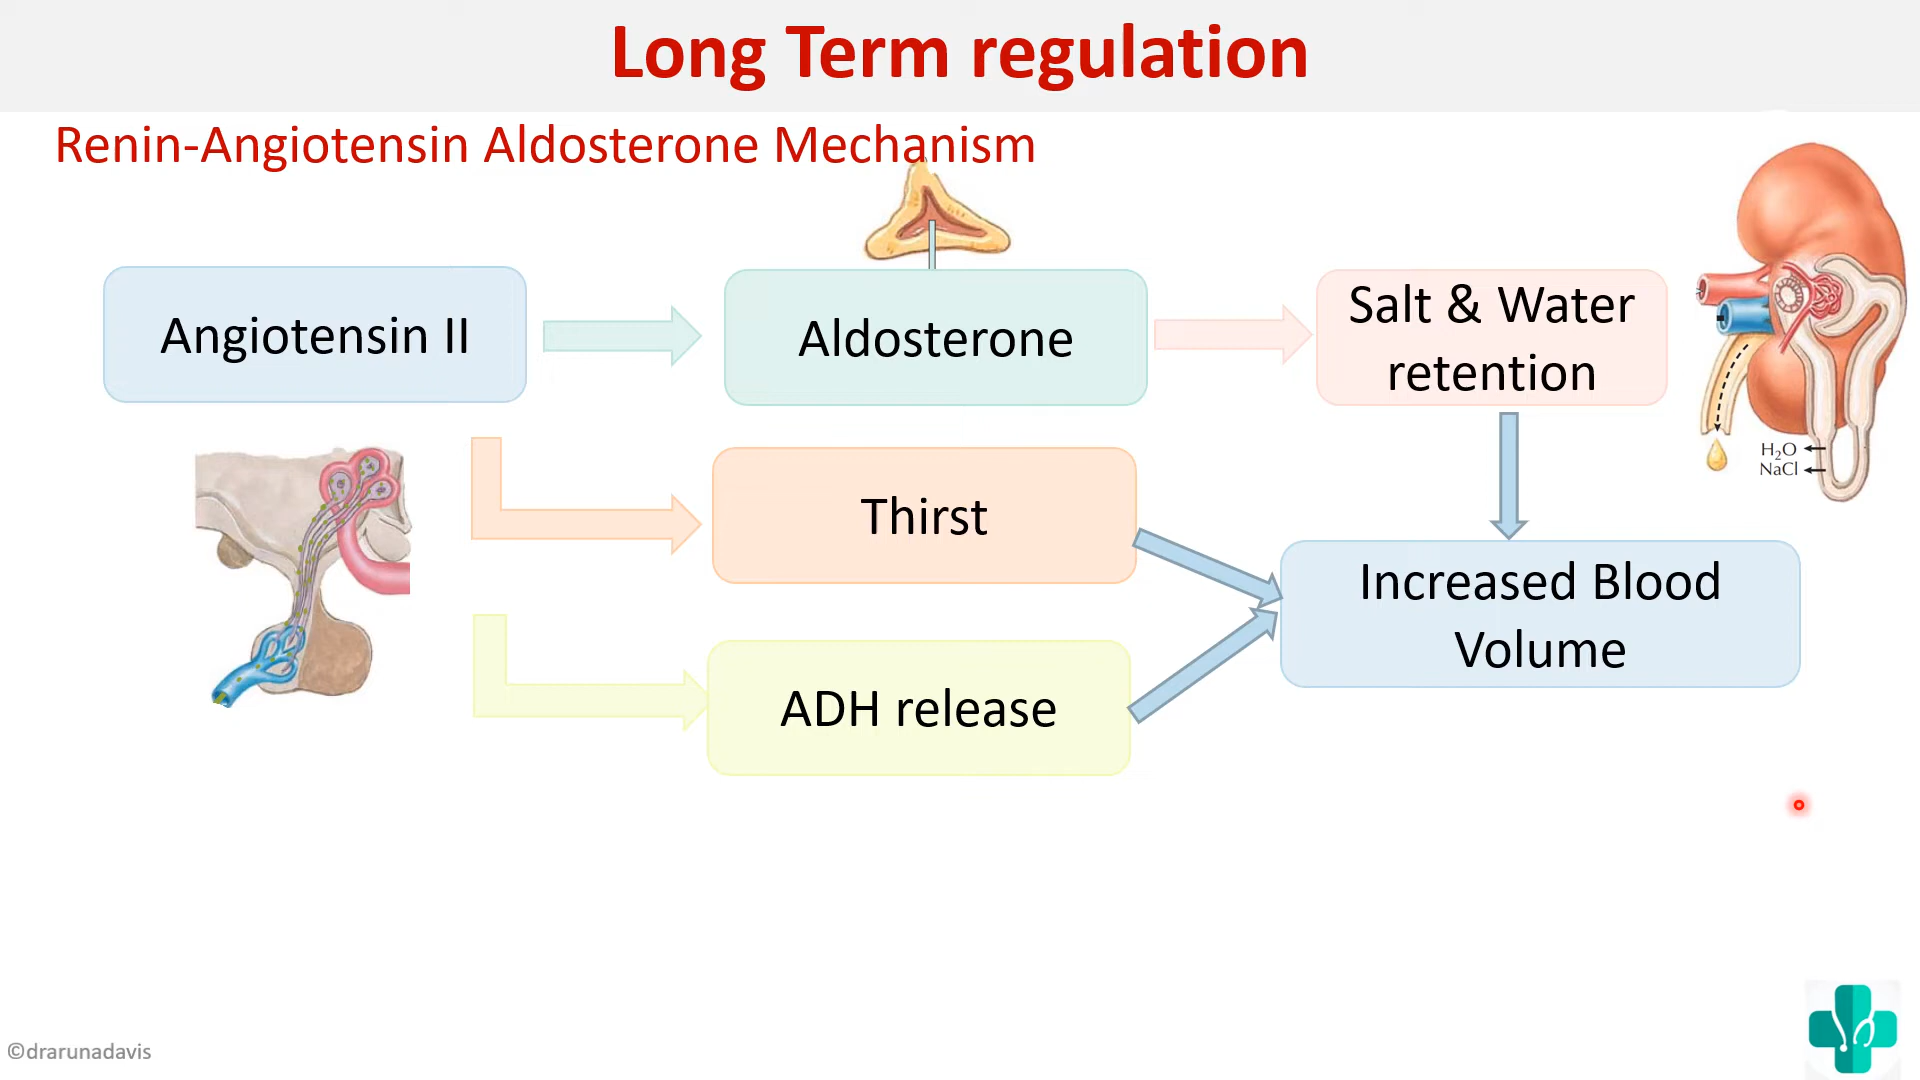 Long Term regulation
Renin-Angiotensin Aldosterone Mechanism
Angiotensin II
Aldosterone
Salt & Water
retention
H₂O
NaCl
Thirst
Increased Blood
Volume
ADH release
©drarunadavis